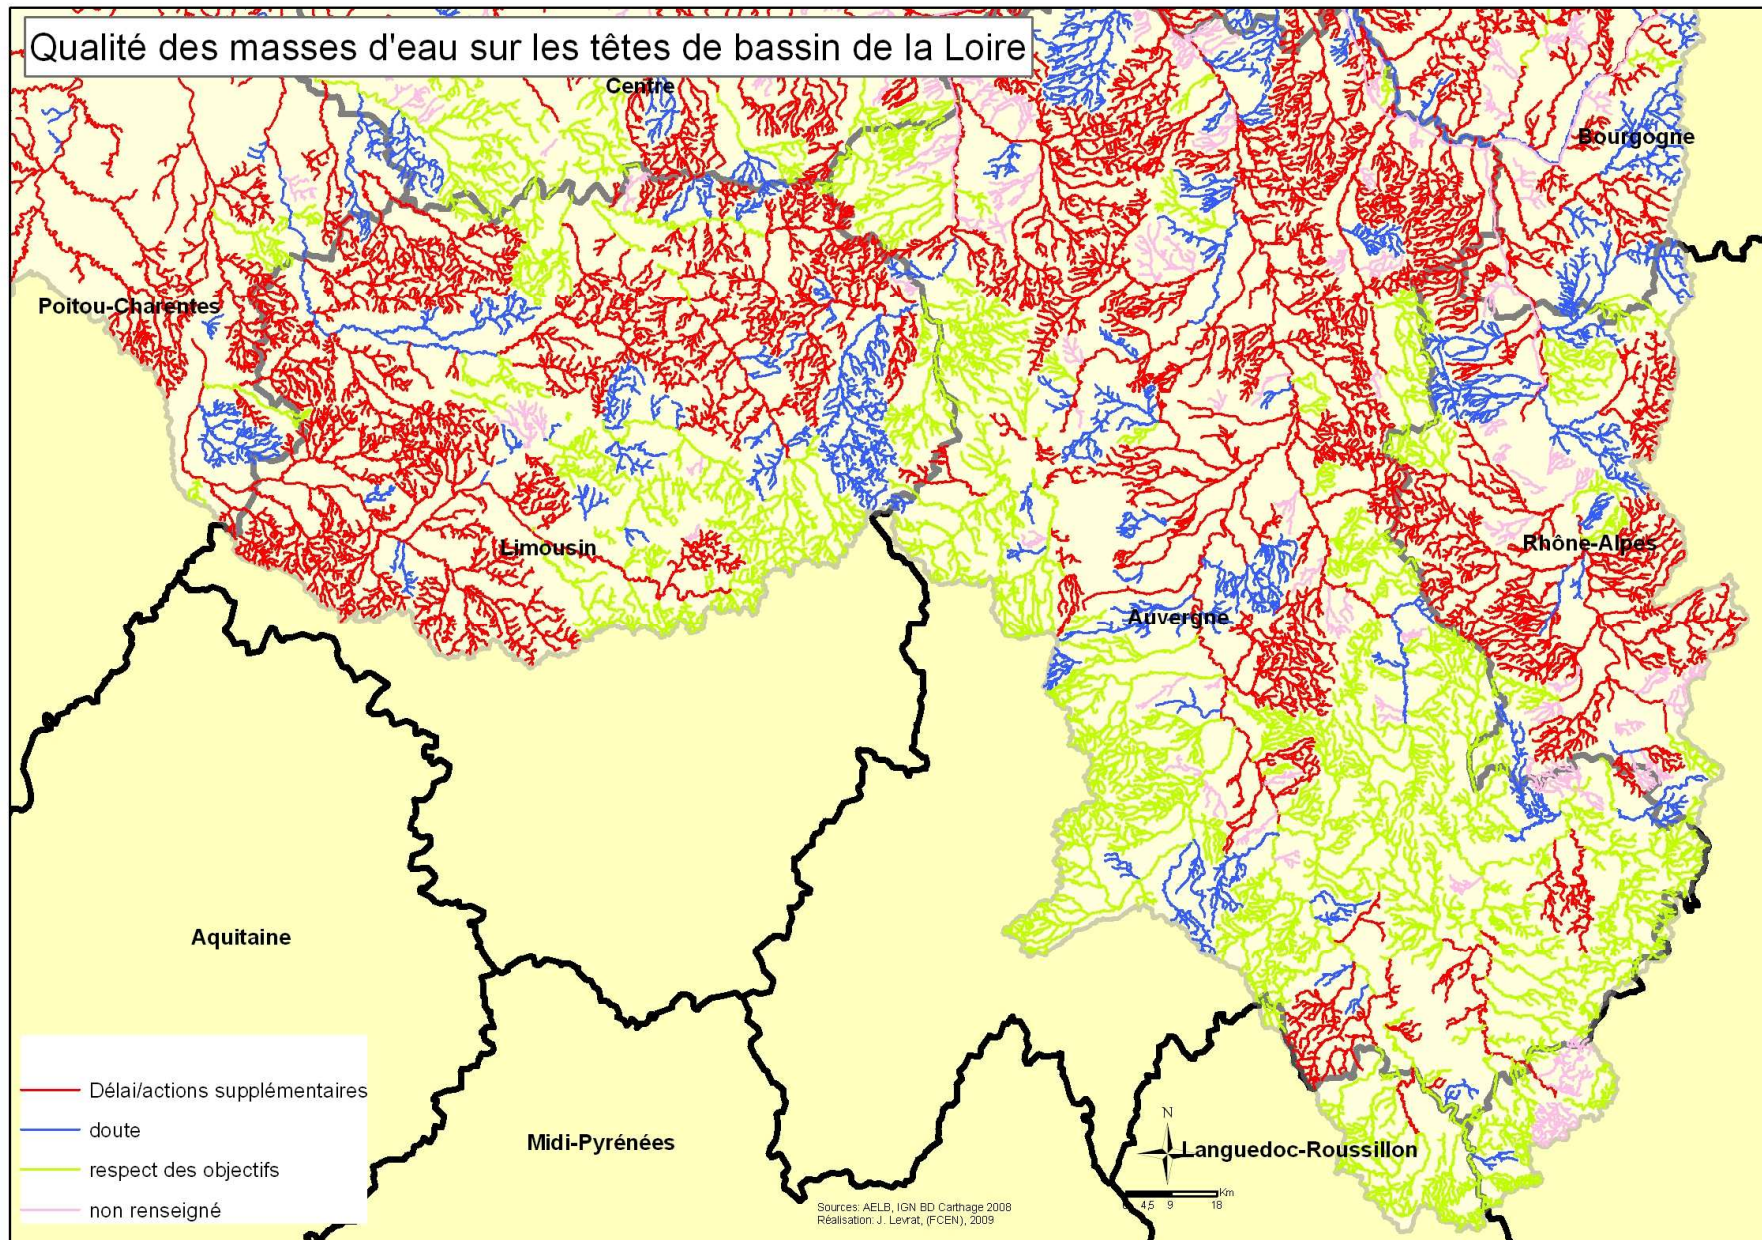 Qualité des masses d'eau sur les têtes de bassin de la Loire
Centre
Bourgogne
Poitou-Charentes
Limousin
Rhône-Alpes
Auvergne
Aquitaine
Midi-Pyrénées
Languedoc-Roussillon
Délai/actions supplémentaires
doute
respect des objectifs
non renseigné
N
Km
0 4,5 9 18
Sources: AELB, IGN BD Carthage 2008
Réalisation: J. Levrat, (FCEN), 2009